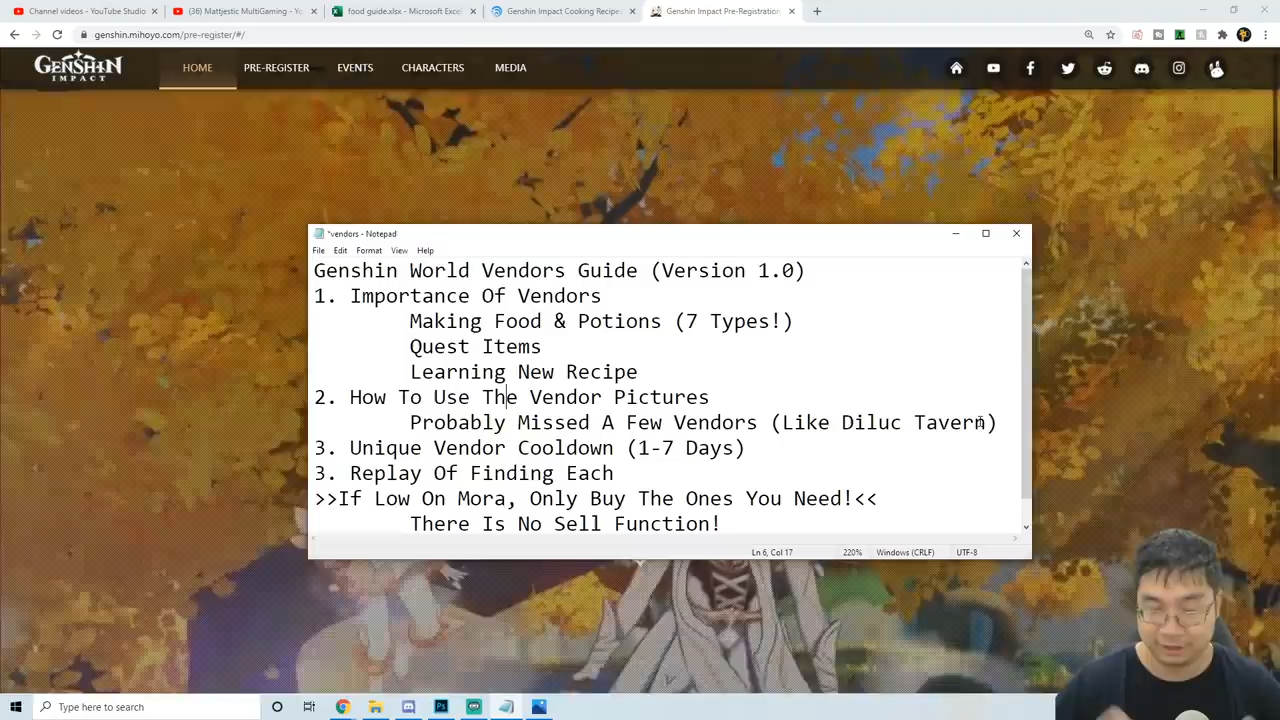 Channel videos - YouTube Studio
(36) Mattjestic MultiGaming - Yo
food guide.xlsx - Microsoft Exce
Genshin Impact Cooking Recipes
Genshin Impact Pre-Registration
genshin.mihoyo.com/pre-register/#/
GENSHIN IMPACT
HOME
PRE-REGISTER
EVENTS
CHARACTERS
MEDIA
*vendors - Notepad
File Edit Format View Help
Genshin World Vendors Guide (Version 1.0)
1. Importance Of Vendors
Making Food & Potions (7 Types!)
Quest Items
Learning New Recipe
2. How To Use The Vendor Pictures
Probably Missed A Few Vendors (Like Diluc Tavern)
3. Unique Vendor Cooldown (1-7 Days)
3. Replay Of Finding Each
>>If Low On Mora, Only Buy The Ones You Need!<<
There Is No Sell Function!
Ln 6, Col 17
220%
Windows (CRLF)
UTF-8
Type here to search